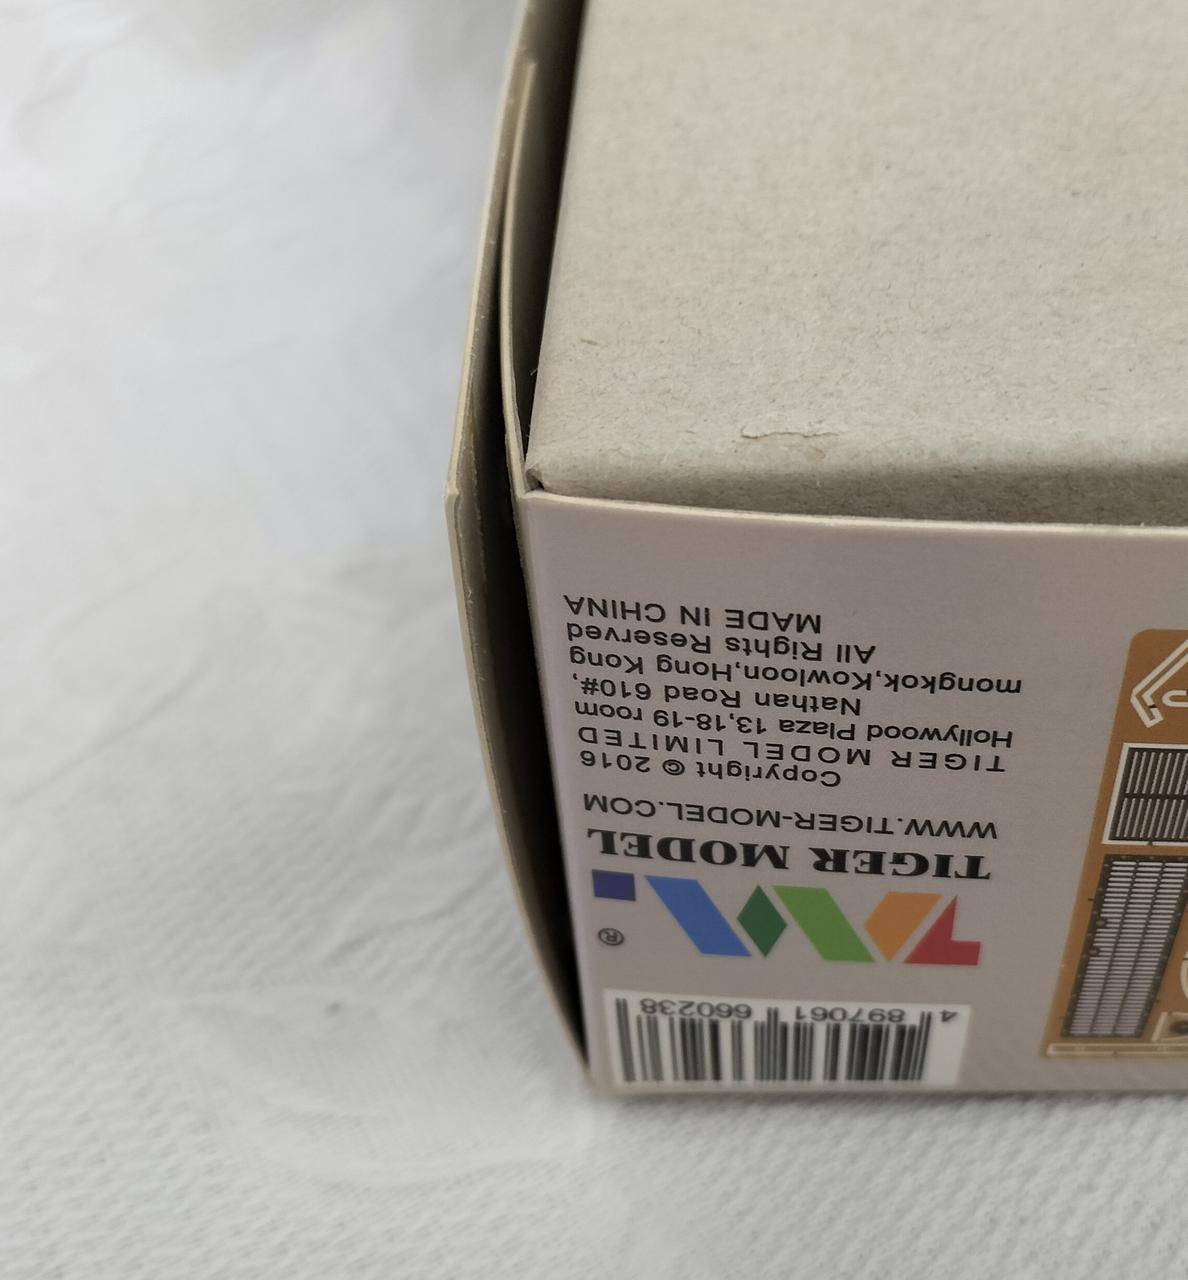 4 897061 660238
®
TIGER MODEL
WWW.TIGER-MODEL.COM
Copyright © 2016
TIGER MODEL LIMITED
Hollywood Plaza 13,18-19 room
Nathan Road 610#,
mongkok,Kowloon,Hong Kong
All Rights Reserved
MADE IN CHINA